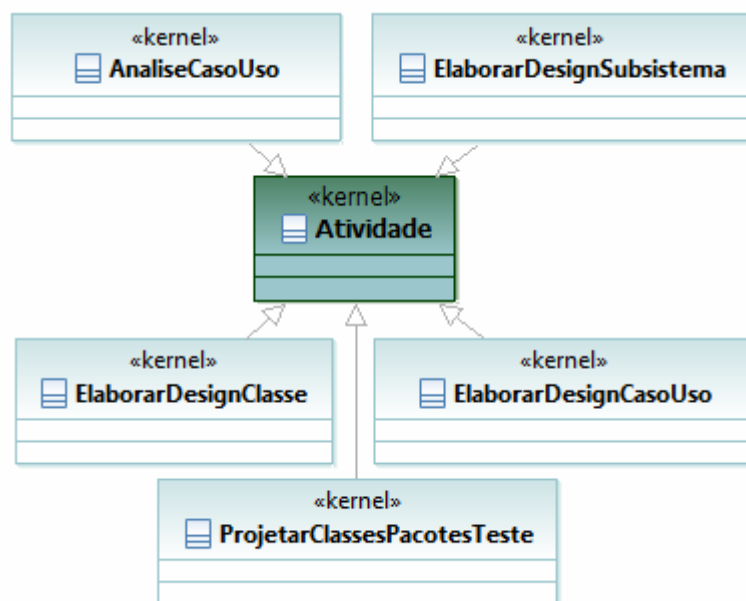 «kernel»
AnaliseCasoUso
«kernel»
ElaborarDesignSubsistema
«kernel»
Atividade
«kernel»
ElaborarDesignClasse
«kernel»
ElaborarDesignCasoUso
«kernel»
ProjetarClassesPacotesTeste